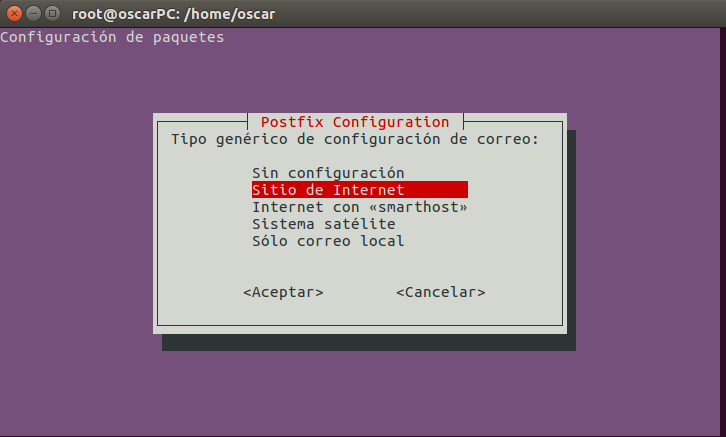 root@oscarPC: /home/oscar
Configuración de paquetes
Postfix Configuration
Tipo genérico de configuración de correo:
Sin configuración
Sitio de Internet
Internet con «smarthost»
Sistema satélite
Sólo correo local
<Aceptar> <Cancelar>